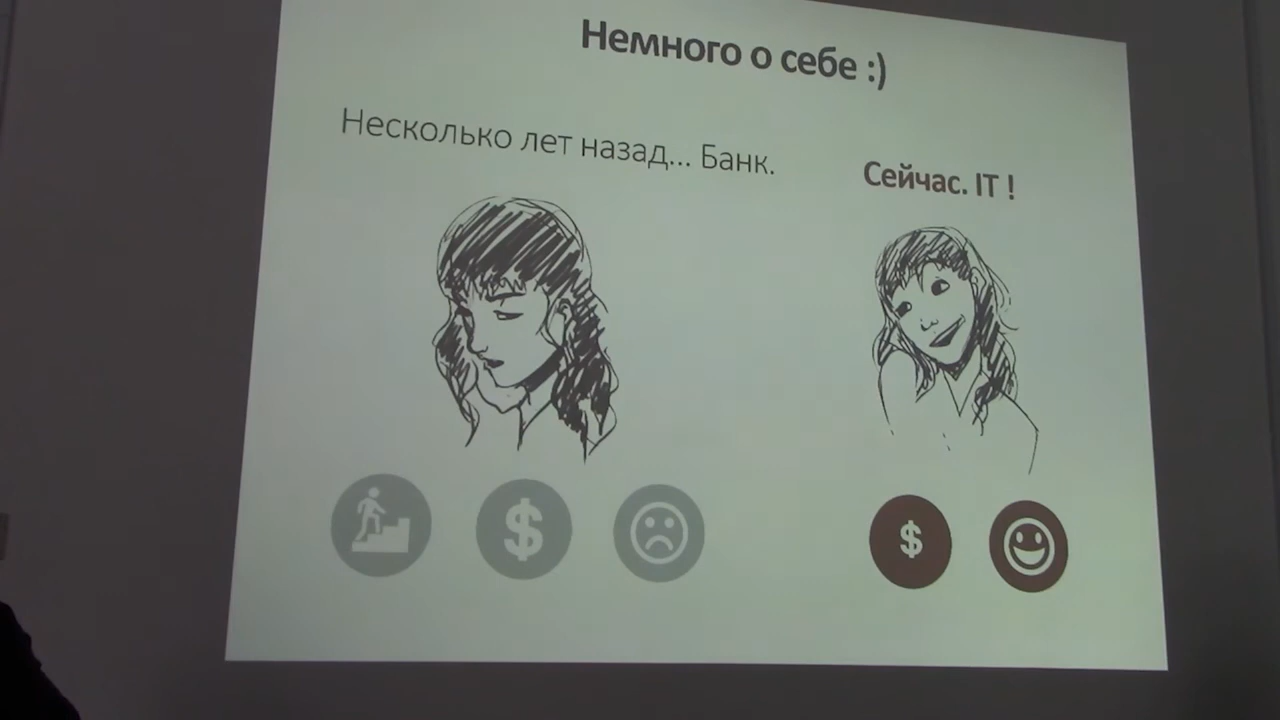 Немного о себе :)
Несколько лет назад... Банк.
Сейчас. IT !
$
$